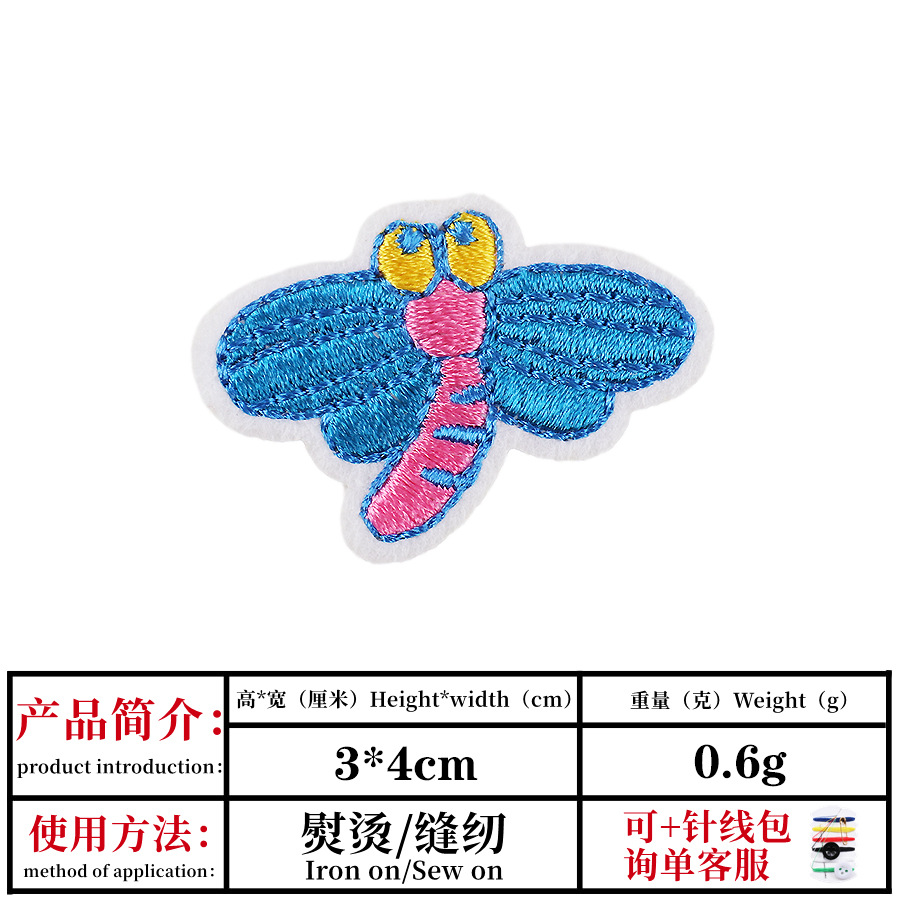 产品简介：
product introduction：
高*宽（厘米）Height*width（cm）
重量（克）Weight（g）
3*4cm
0.6g
使用方法：
method of application：
熨烫/缝纫
Iron on/Sew on
可+针线包
询单客服